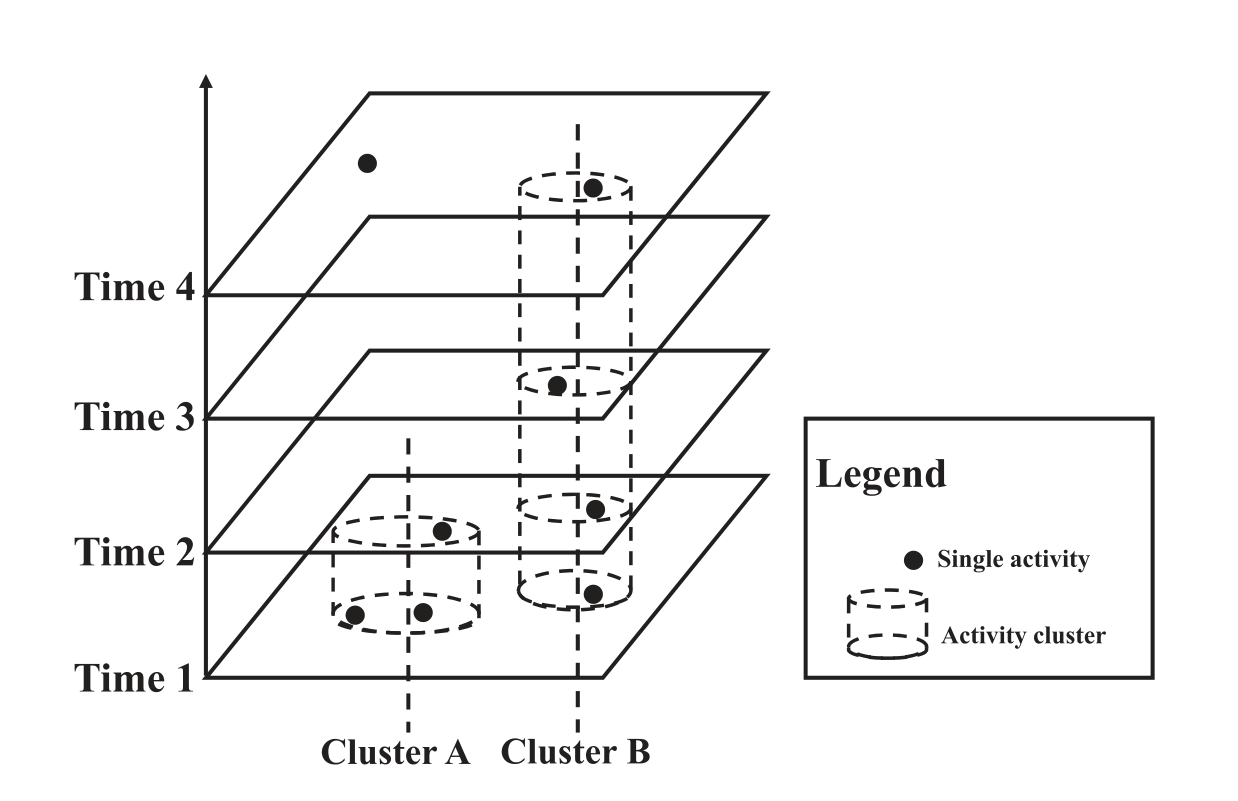 Time 4
Time 3
Time 2
Time 1
Cluster A
Cluster B
Legend
Single activity
Activity cluster